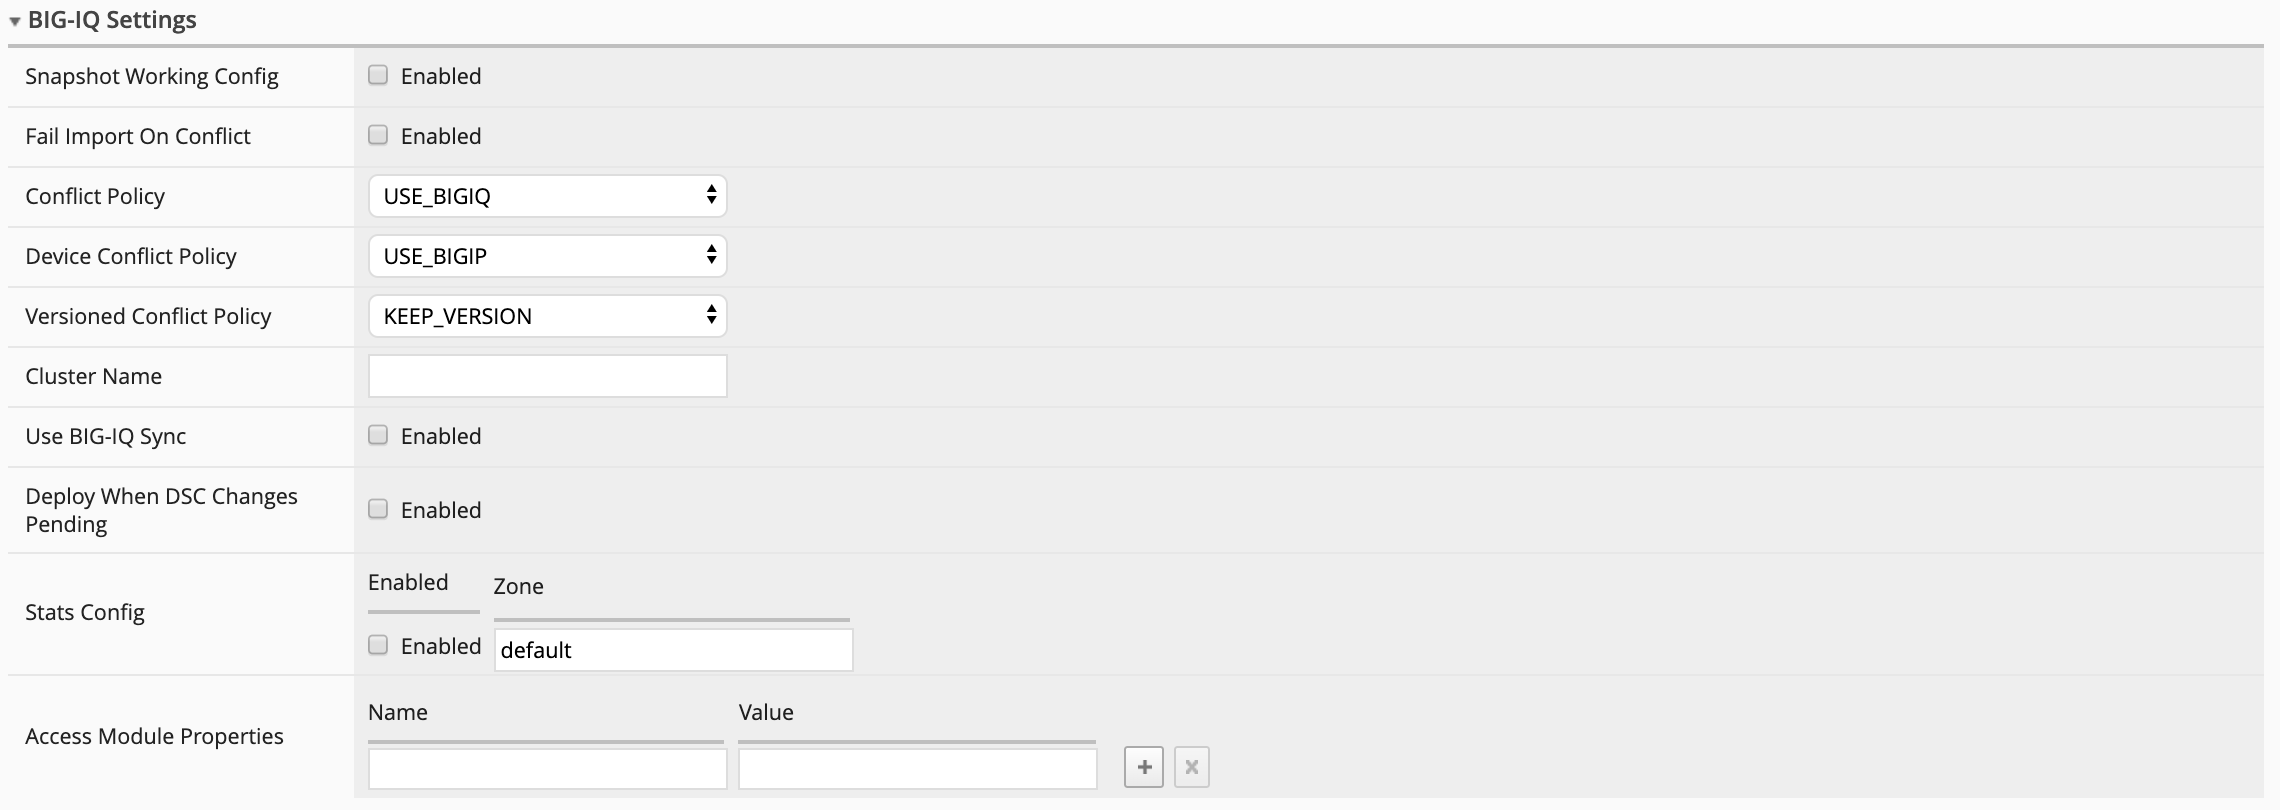 BIG-IQ Settings
Snapshot Working Config
Enabled
Fail Import On Conflict
Enabled
Conflict Policy
USE_BIGIQ
Device Conflict Policy
USE_BIGIP
Versioned Conflict Policy
KEEP_VERSION
Cluster Name
Use BIG-IQ Sync
Enabled
Deploy When DSC Changes
Pending
Enabled
Stats Config
Enabled
Zone
Enabled
default
Access Module Properties
Name
Value